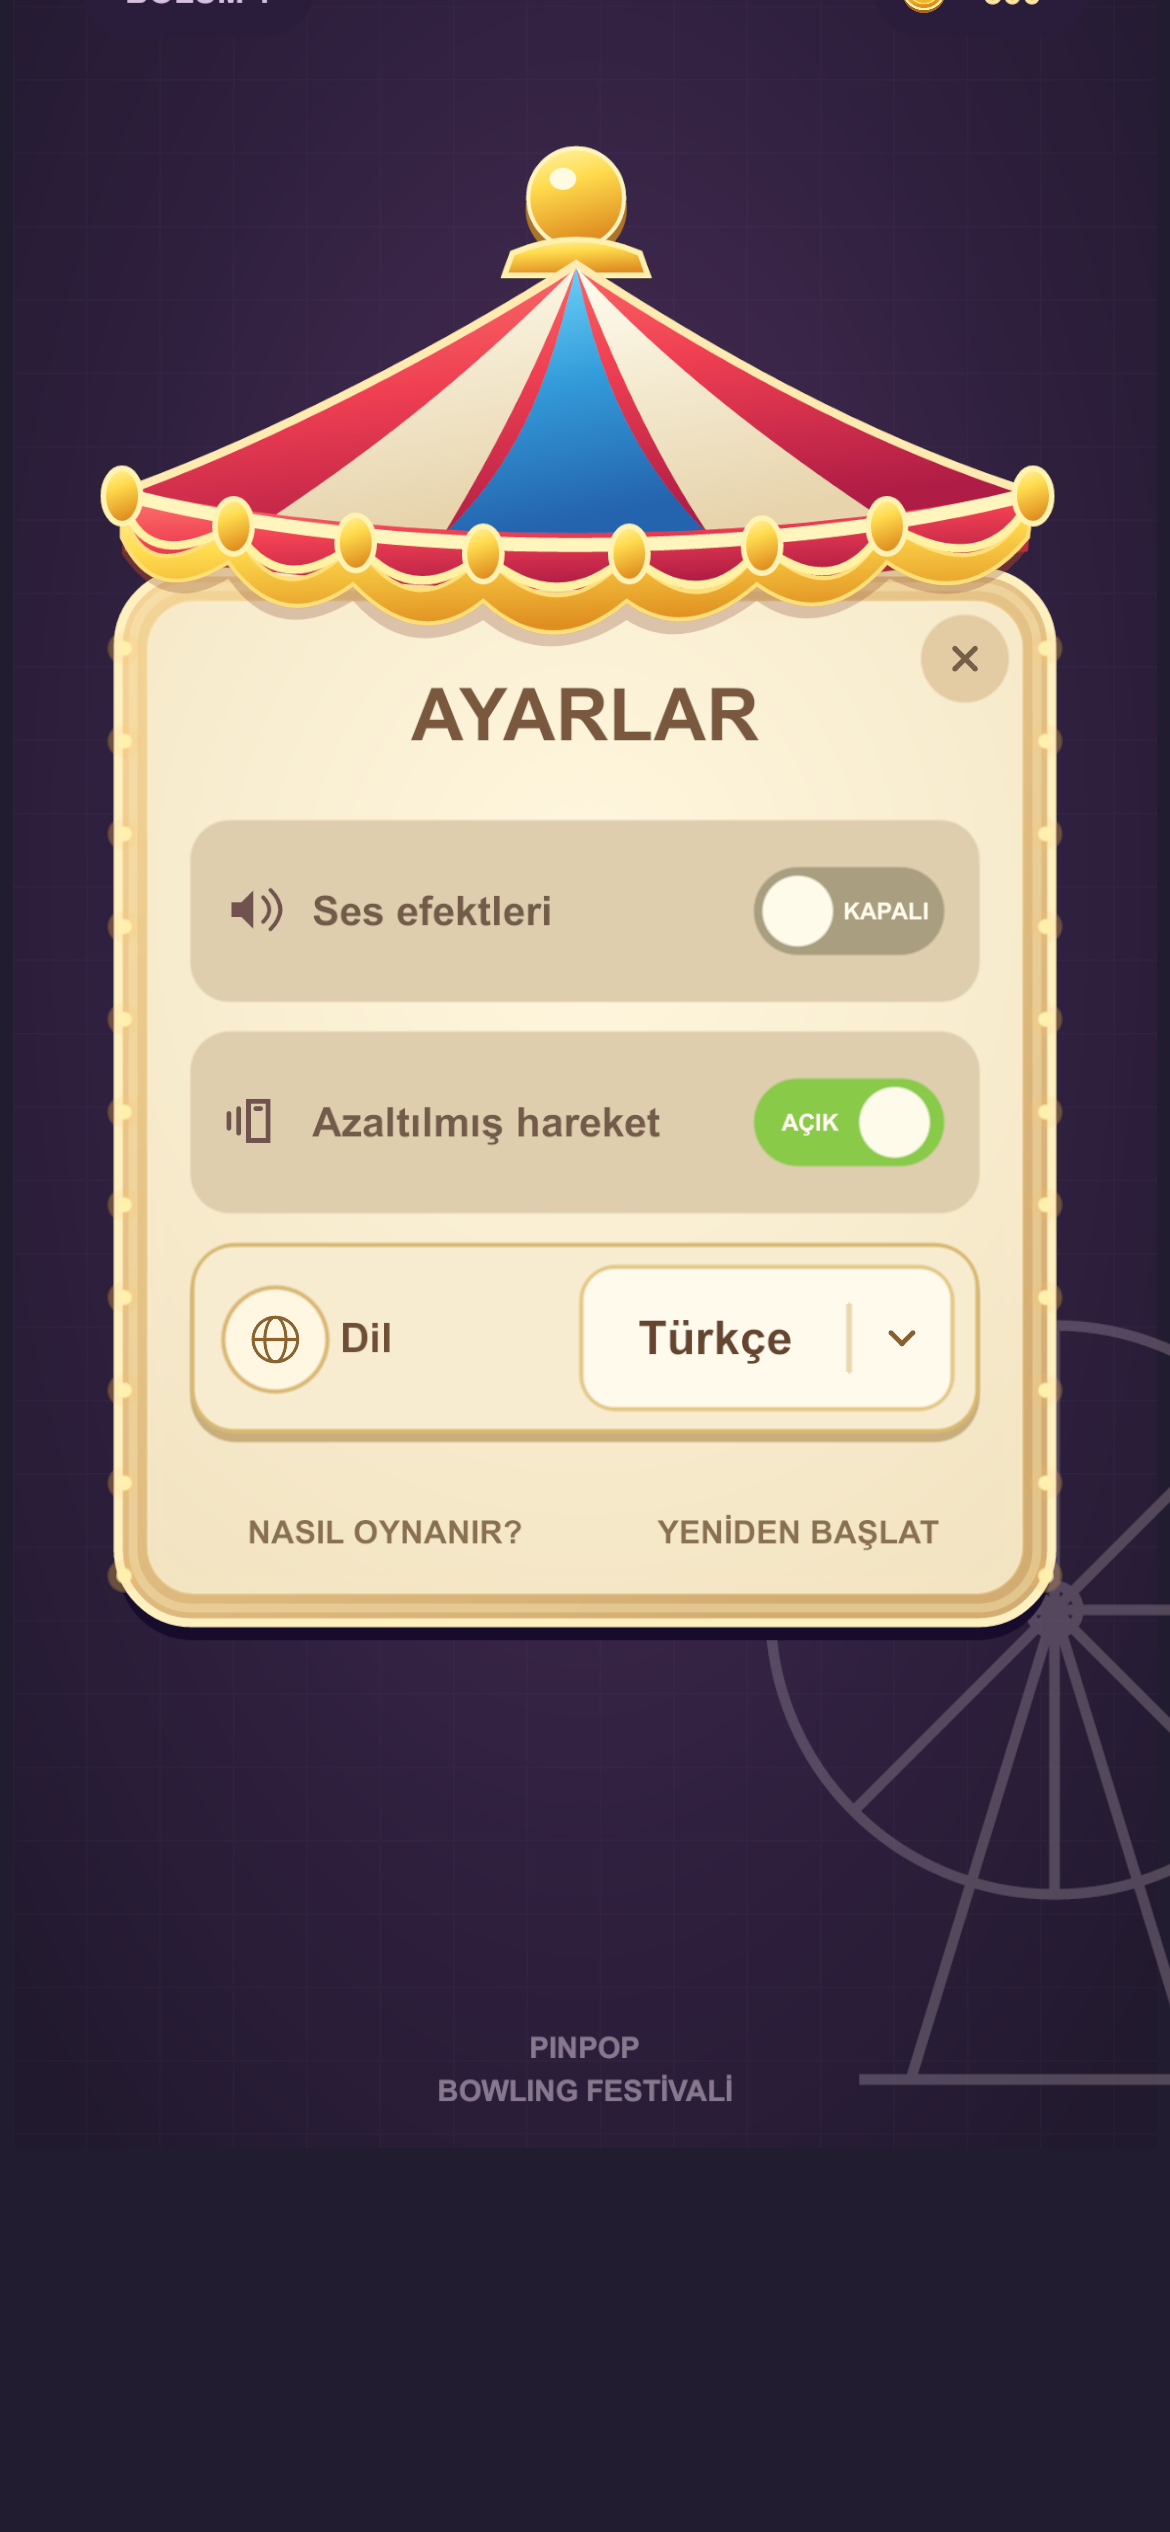 AYARLAR
Ses efektleri KAPALI
Azaltılmış hareket AÇIK
Dil Türkçe
NASIL OYNANIR? YENİDEN BAŞLAT
PINPOP
BOWLING FESTİVALİ